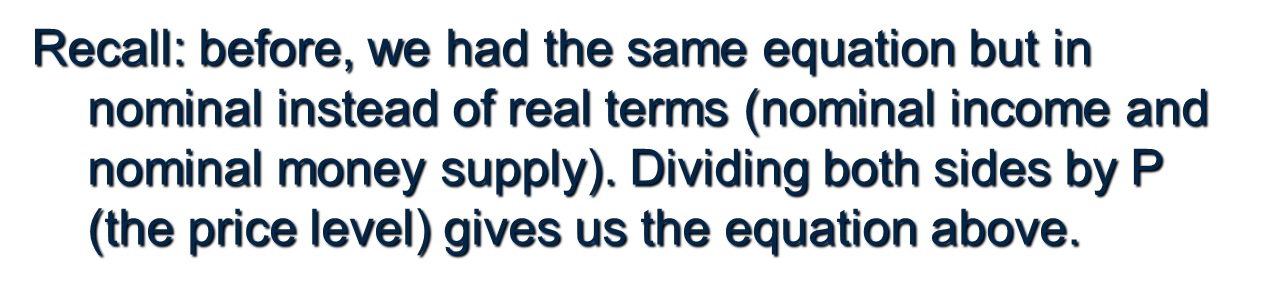 Recall: before, we had the same equation but in
nominal instead of real terms (nominal income and
nominal money supply). Dividing both sides by P
(the price level) gives us the equation above.